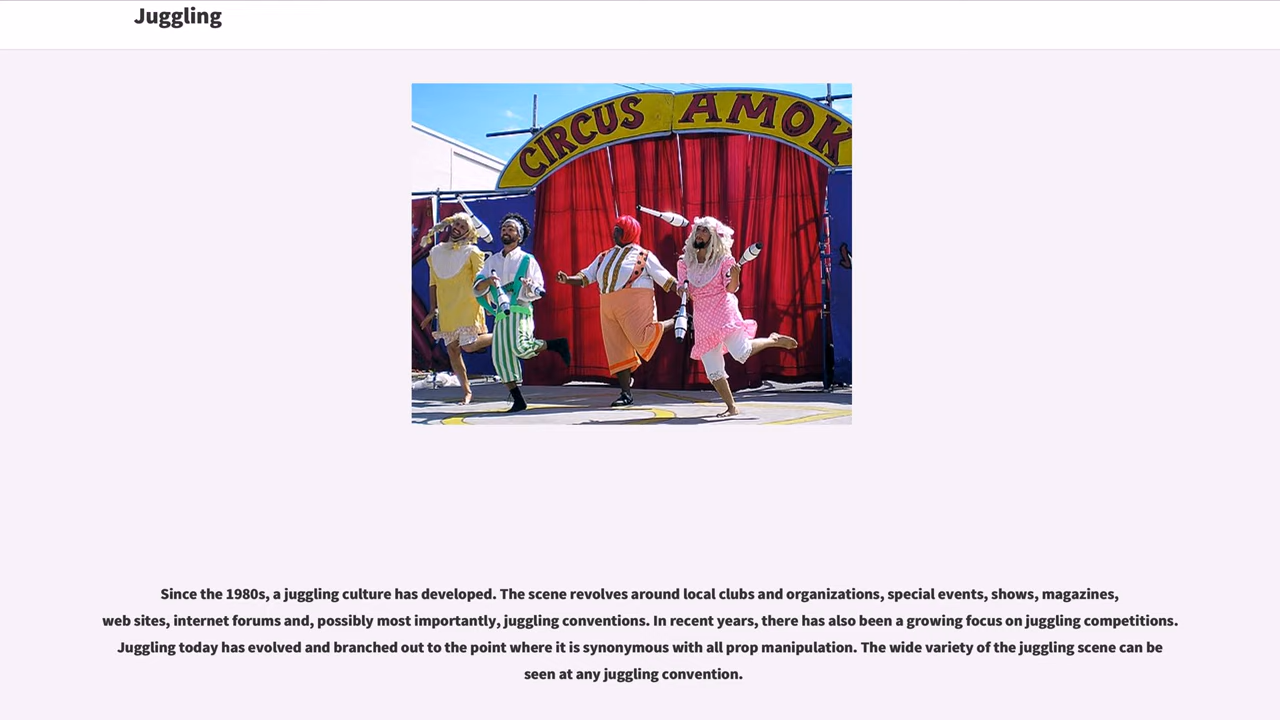 Juggling
CIRCUS AMOK
Since the 1980s, a juggling culture has developed. The scene revolves around local clubs and organizations, special events, shows, magazines,
web sites, internet forums and, possibly most importantly, juggling conventions. In recent years, there has also been a growing focus on juggling competitions.
Juggling today has evolved and branched out to the point where it is synonymous with all prop manipulation. The wide variety of the juggling scene can be
seen at any juggling convention.